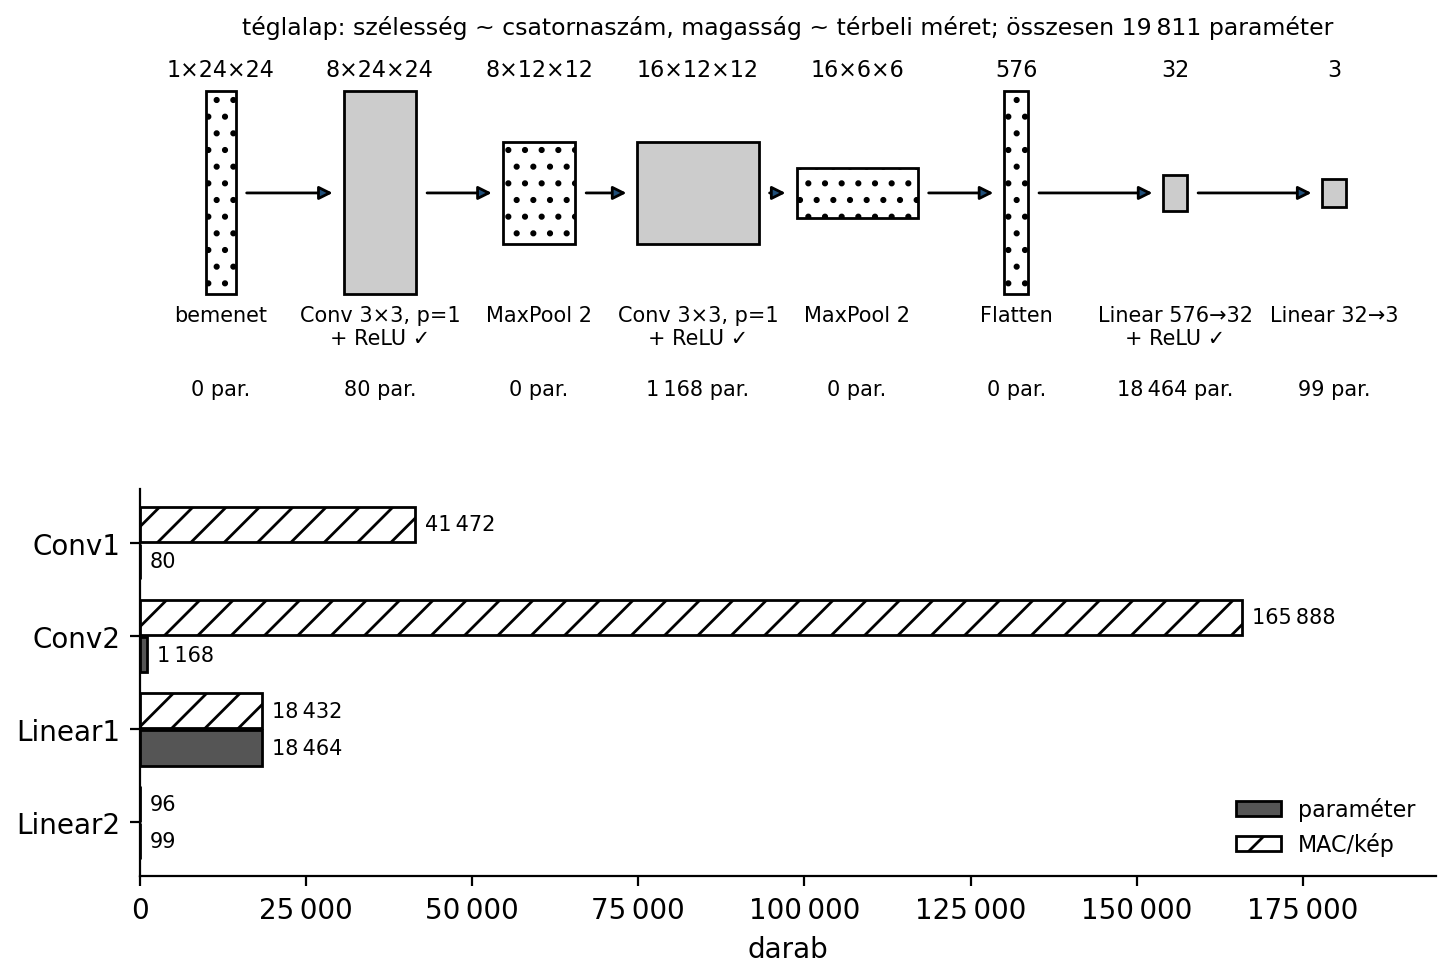 téglalap: szélesség ~ csatornaszám, magasság ~ térbeli méret; összesen 19 811 paraméter
1×24×24 8×24×24 8×12×12 16×12×12 16×6×6 576 32 3
bemenet Conv 3×3, p=1 MaxPool 2 Conv 3×3, p=1 MaxPool 2 Flatten Linear 576→32 Linear 32→3
+ ReLU ✓ + ReLU ✓ + ReLU ✓
0 par. 80 par. 0 par. 1 168 par. 0 par. 0 par. 18 464 par. 99 par.
41 472
Conv1
80
165 888
Conv2
1 168
18 432
Linear1
18 464
96
Linear2
99
paraméter
MAC/kép
0 25 000 50 000 75 000 100 000 125 000 150 000 175 000
darab